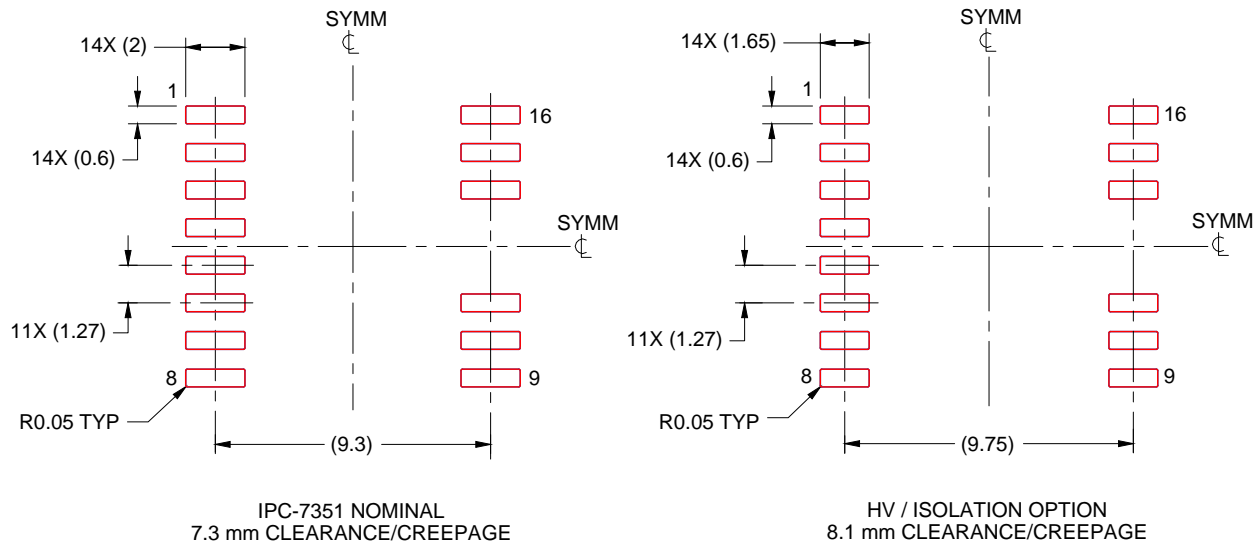 SYMM
℄
14X (2)
1
16
14X (0.6)
SYMM
℄
11X (1.27)
8
9
R0.05 TYP
(9.3)
IPC-7351 NOMINAL
7.3 mm CLEARANCE/CREEPAGE
SYMM
℄
14X (1.65)
1
16
14X (0.6)
SYMM
℄
11X (1.27)
8
9
R0.05 TYP
(9.75)
HV / ISOLATION OPTION
8.1 mm CLEARANCE/CREEPAGE